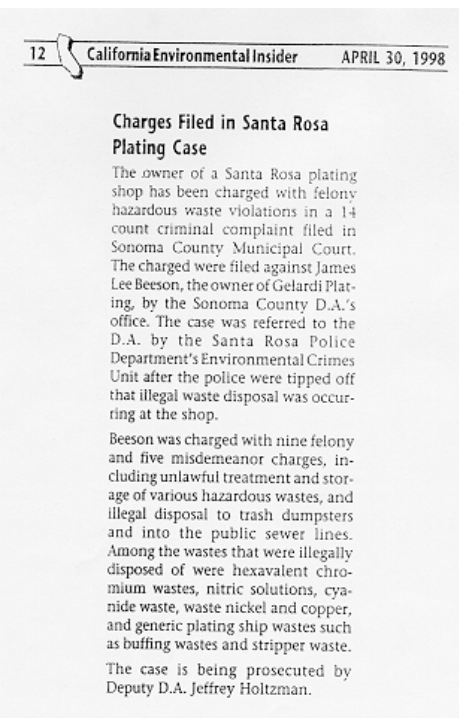 12 California Environmental Insider APRIL 30, 1998
Charges Filed in Santa Rosa
Plating Case
The owner of a Santa Rosa plating
shop has been charged with felony
hazardous waste violations in a 14
count criminal complaint filed in
Sonoma County Municipal Court.
The charged were filed against James
Lee Beeson, the owner of Gelardi Plat-
ing, by the Sonoma County D.A.'s
office. The case was referred to the
D.A. by the Santa Rosa Police
Department's Environmental Crimes
Unit after the police were tipped off
that illegal waste disposal was occur-
ring at the shop.
Beeson was charged with nine felony
and five misdemeanor charges, in-
cluding unlawful treatment and stor-
age of various hazardous wastes, and
illegal disposal to trash dumpsters
and into the public sewer lines.
Among the wastes that were illegally
disposed of were hexavalent chro-
mium wastes, nitric solutions, cya-
nide waste, waste nickel and copper,
and generic plating ship wastes such
as buffing wastes and stripper waste.
The case is being prosecuted by
Deputy D.A. Jeffrey Holtzman.